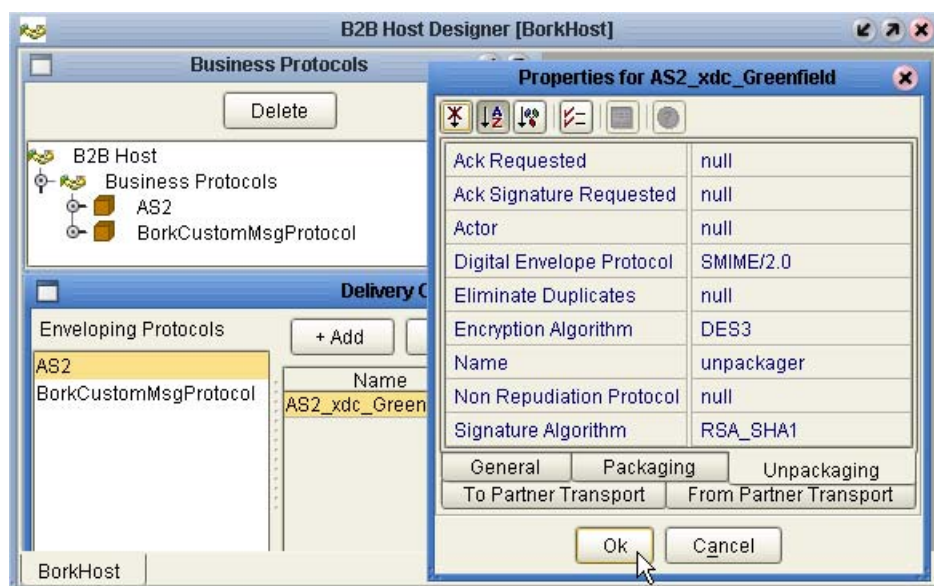 B2B Host Designer [BorkHost]
Business Protocols
Delete
B2B Host
Business Protocols
AS2
BorkCustomMsgProtocol
Delivery C
Enveloping Protocols
+ Add
AS2
BorkCustomMsgProtocol
Name
AS2_xdc_Green
BorkHost
Properties for AS2_xdc_Greenfield
Ack Requested null
Ack Signature Requested null
Actor null
Digital Envelope Protocol SMIME/2.0
Eliminate Duplicates null
Encryption Algorithm DES3
Name unpackager
Non Repudiation Protocol null
Signature Algorithm RSA_SHA1
General Packaging Unpackaging
To Partner Transport From Partner Transport
Ok Cancel